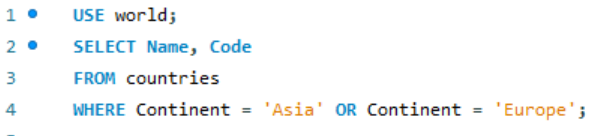 1 USE world;
2 SELECT Name, Code
3 FROM countries
4 WHERE Continent = 'Asia' OR Continent = 'Europe';